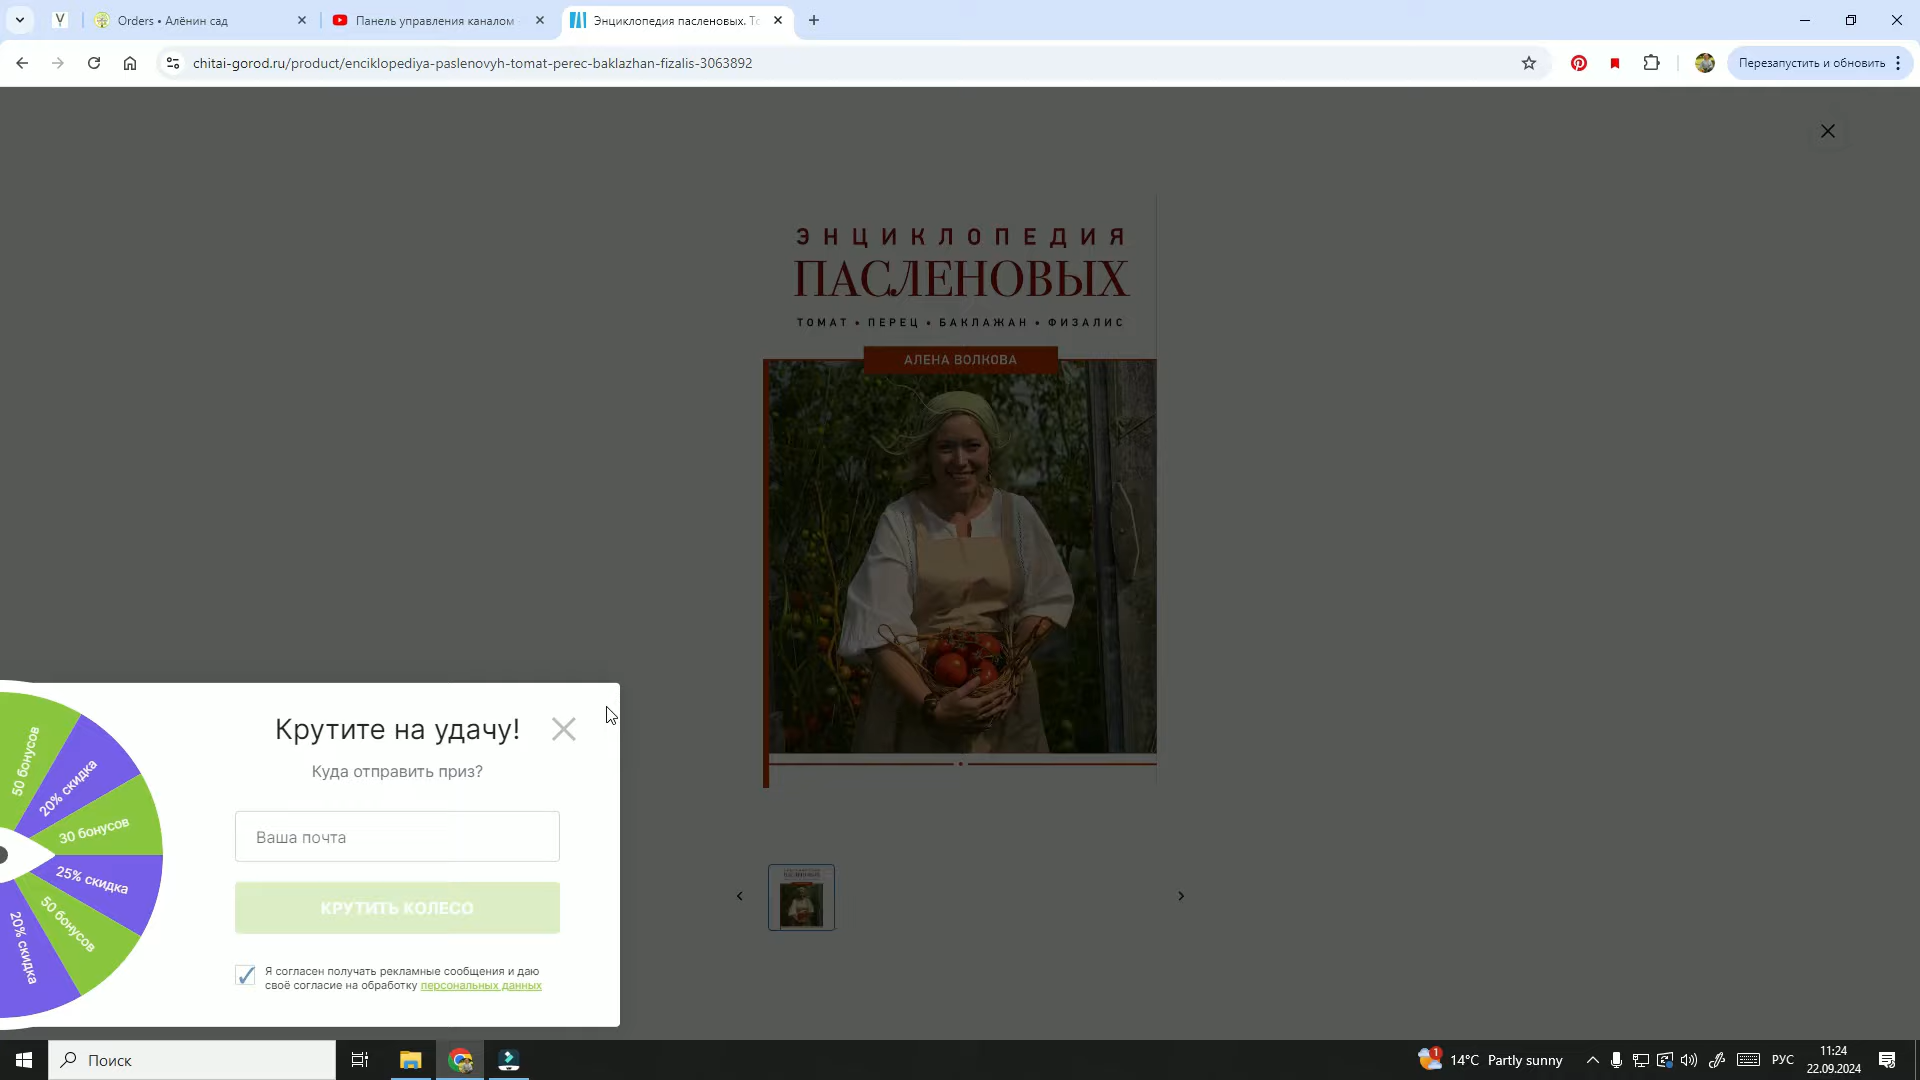 Orders • Алёнин сад
Панель управления каналом
Энциклопедия пасленовых. То
chitai-gorod.ru/product/enciklopediya-paslenovyh-tomat-perec-baklazhan-fizalis-3063892
Перезапустить и обновить
ЭНЦИКЛОПЕДИЯ
ПАСЛЕНОВЫХ
ТОМАТ • ПЕРЕЦ • БАКЛАЖАН • ФИЗАЛИС
АЛЕНА ВОЛКОВА
50 бонусов
20% скидка
30 бонусов
25% скидка
50 бонусов
20% скидка
Крутите на удачу!
Куда отправить приз?
Ваша почта
КРУТИТЬ КОЛЕСО
Я согласен получать рекламные сообщения и даю
своё согласие на обработку персональных данных
Поиск
1
14°C Partly sunny
РУС
11:24
22.09.2024